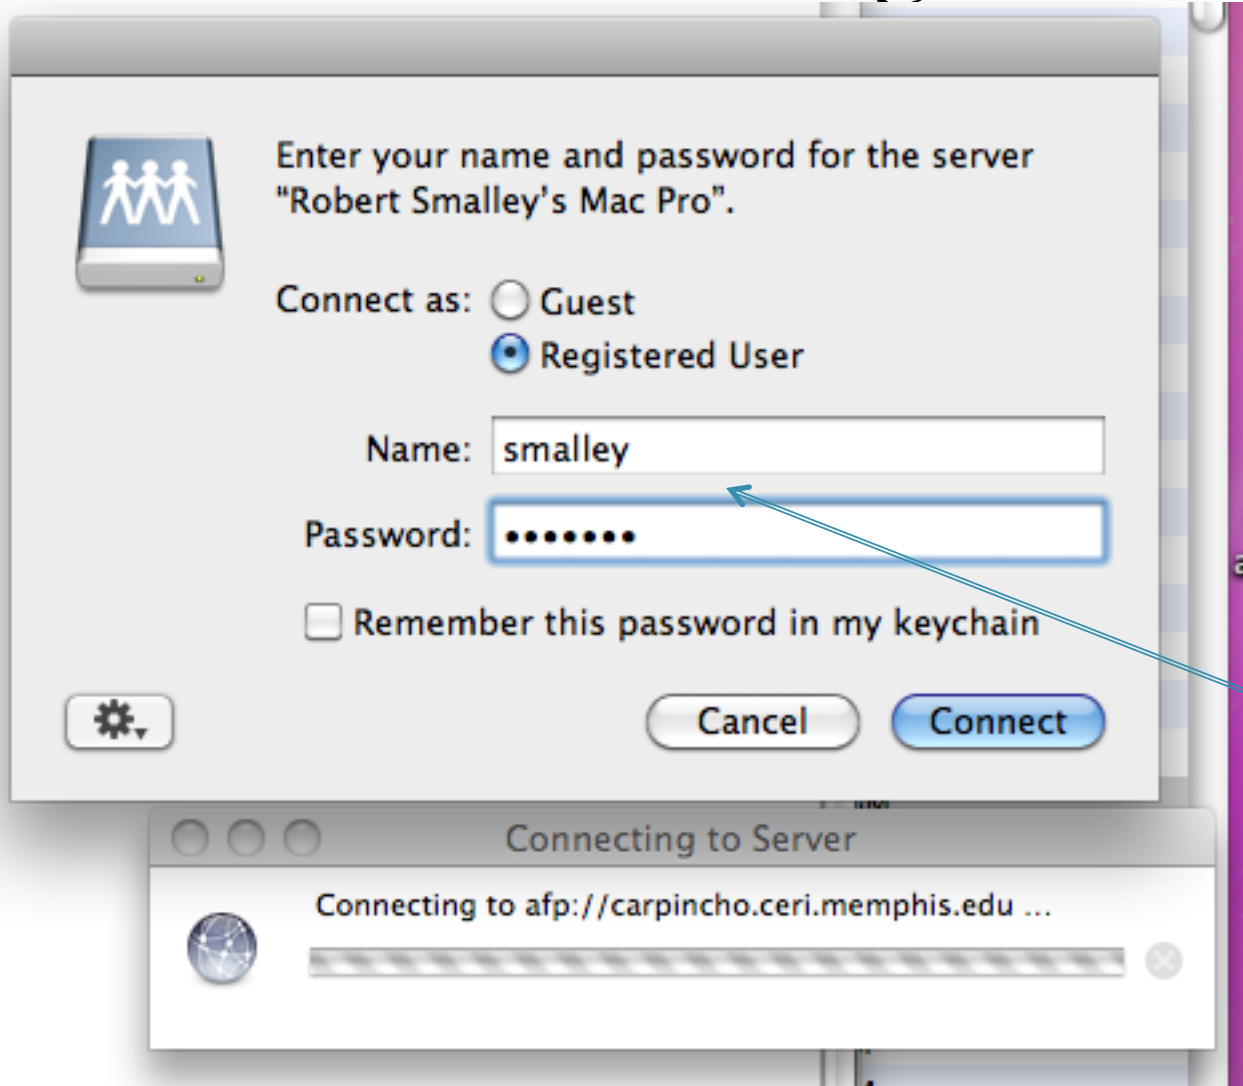 Enter your name and password for the server
“Robert Smalley’s Mac Pro”.
Connect as: Guest
Registered User
Name: smalley
Password: •••••••
Remember this password in my keychain
Cancel Connect
Connecting to Server
Connecting to afp://carpincho.ceri.memphis.edu ...